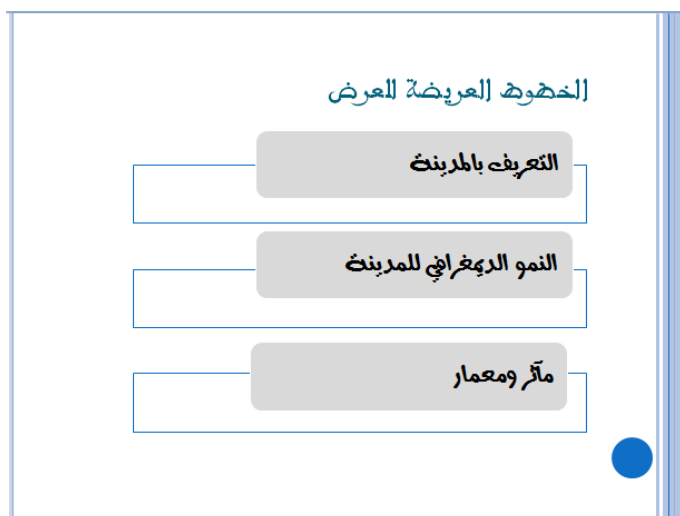 الخطوط العريضة للعرض
التعريف بالمدينة
النمو الديمغرافي للمدينة
مآثر ومعمار